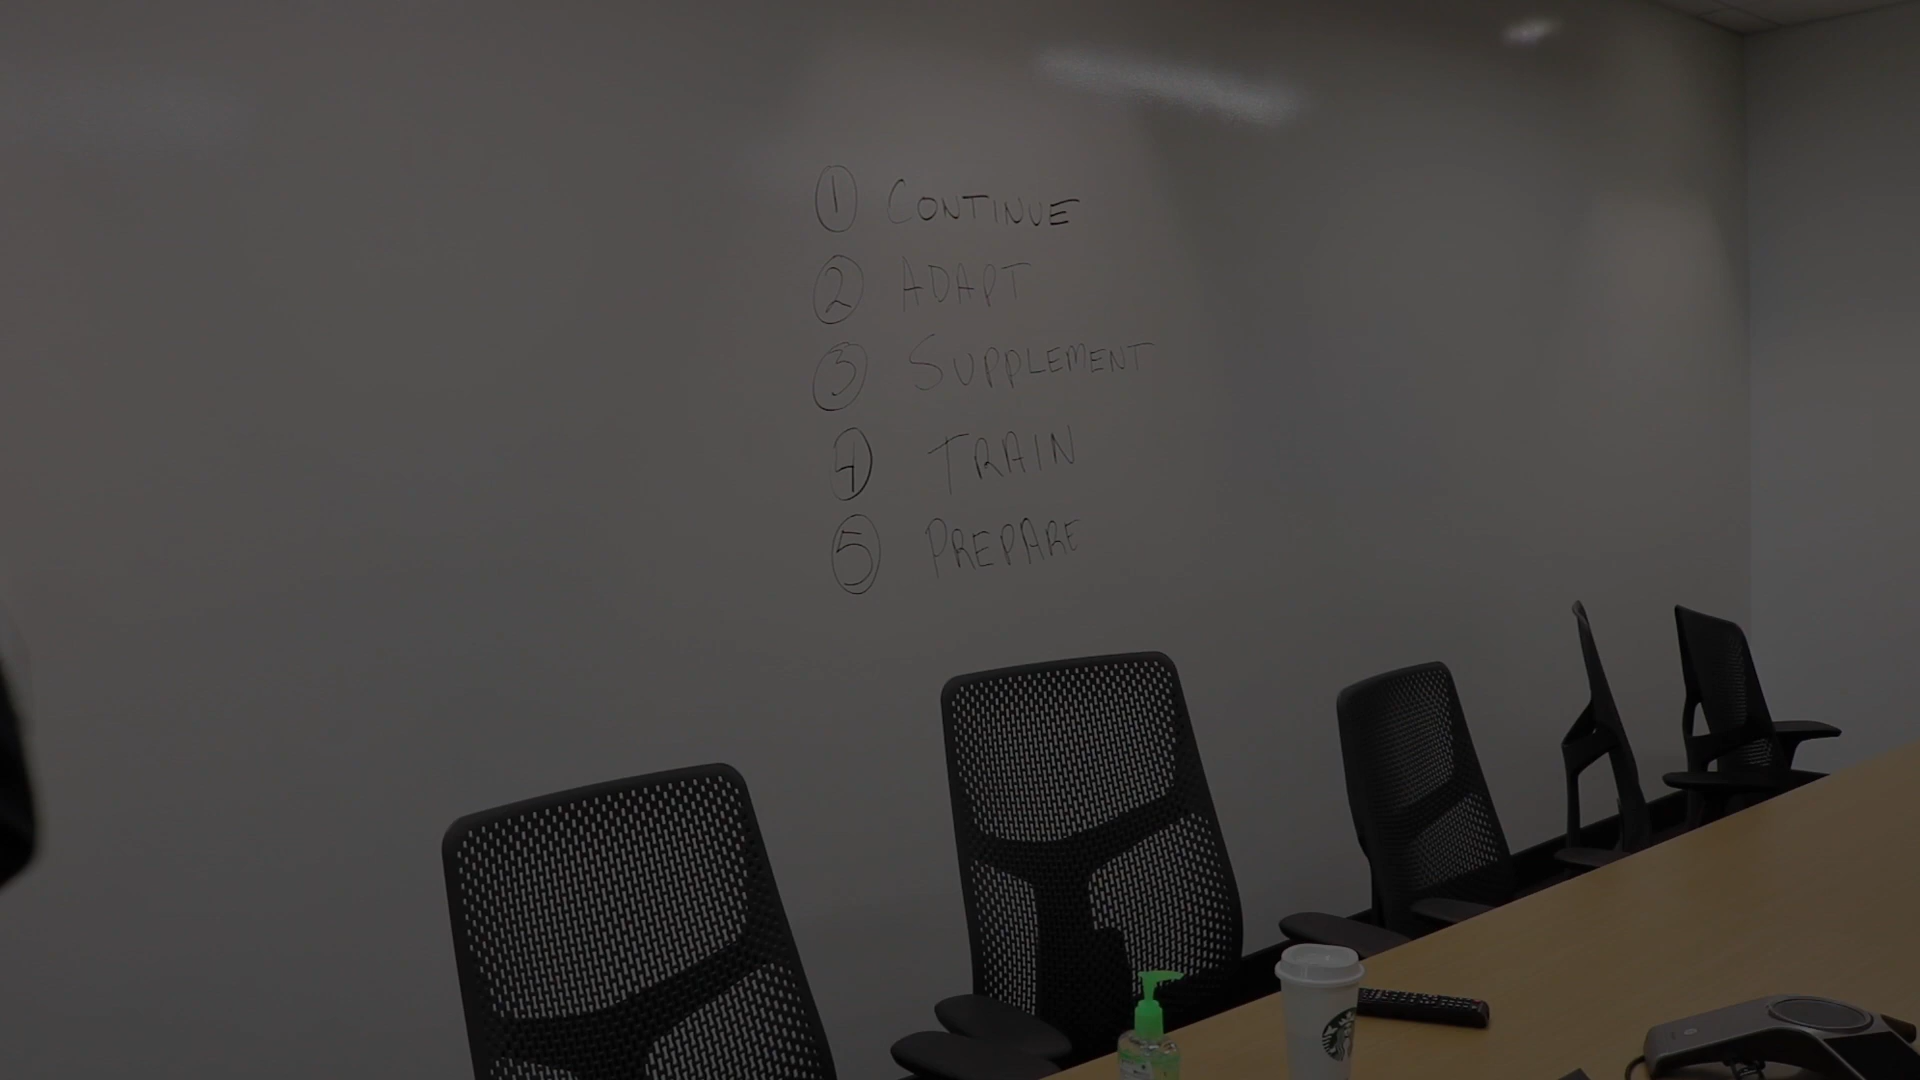 ① CONTINUE
② ADAPT
③ SUPPLEMENT
④ TRAIN
⑤ PREPARE